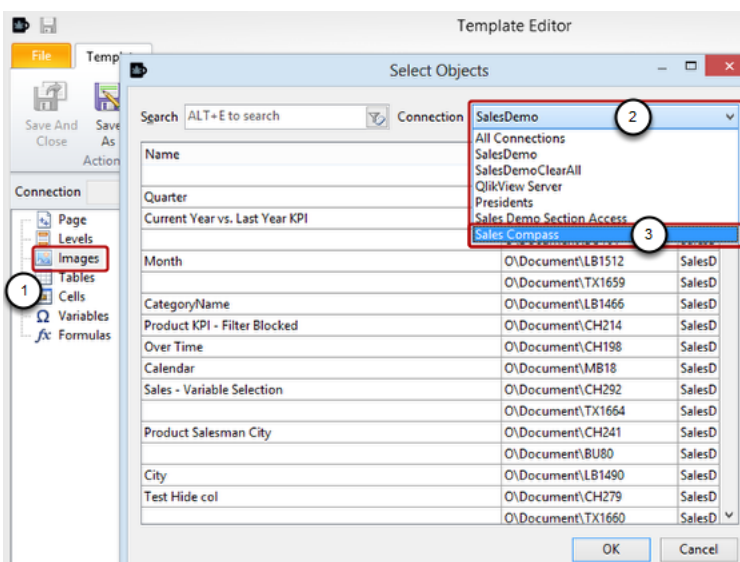 Template Editor
File
Templ
Select Objects
Save And
Close
Save
As
Action
Search ALT+E to search
Connection SalesDemo
2
All Connections
SalesDemo
SalesDemoClearAll
QlikView Server
Presidents
Sales Demo Section Access
Sales Compass
3
Connection
Page
Levels
Images
1
Tables
Cells
Variables
fx Formulas
Name
Quarter
Current Year vs. Last Year KPI
Month O\Document\LB1512 SalesD
O\Document\TX1659 SalesD
CategoryName O\Document\LB1466 SalesD
Product KPI - Filter Blocked O\Document\CH214 SalesD
Over Time O\Document\CH198 SalesD
Calendar O\Document\MB18 SalesD
Sales - Variable Selection O\Document\CH292 SalesD
O\Document\TX1664 SalesD
Product Salesman City O\Document\CH241 SalesD
O\Document\BU80 SalesD
City O\Document\LB1490 SalesD
Test Hide col O\Document\CH279 SalesD
O\Document\TX1660 SalesD
OK
Cancel